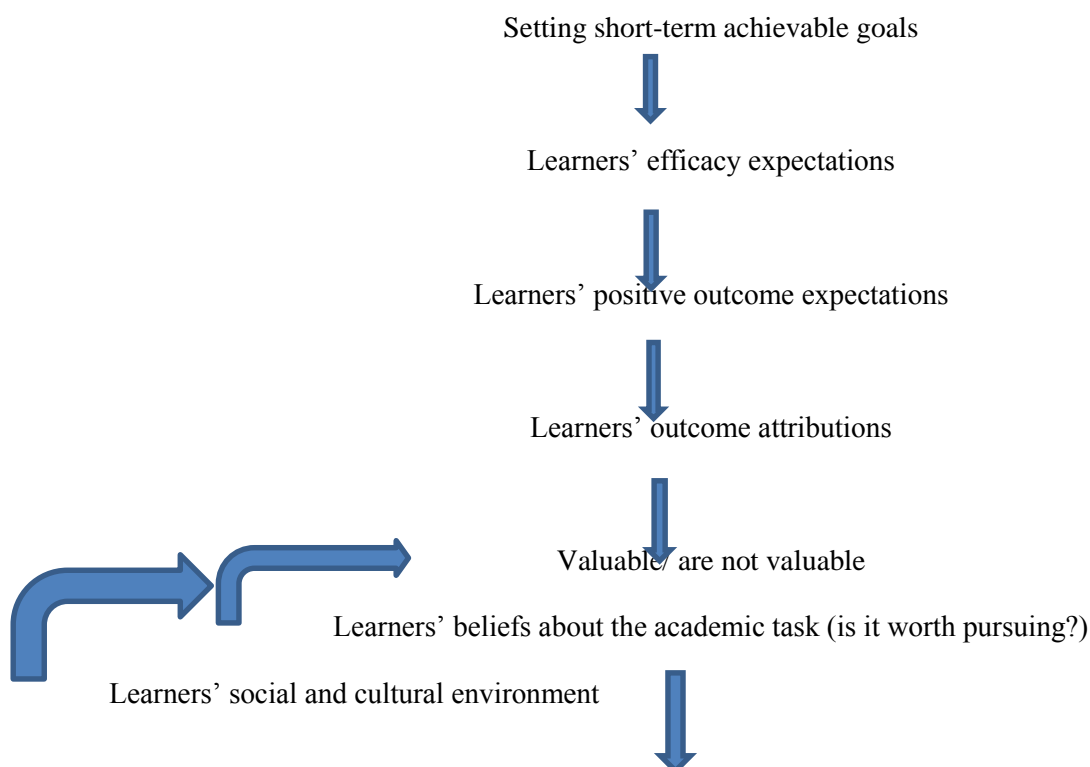 Setting short-term achievable goals
Learners’ efficacy expectations
Learners’ positive outcome expectations
Learners’ outcome attributions
Valuable/ are not valuable
Learners’ beliefs about the academic task (is it worth pursuing?)
Learners’ social and cultural environment